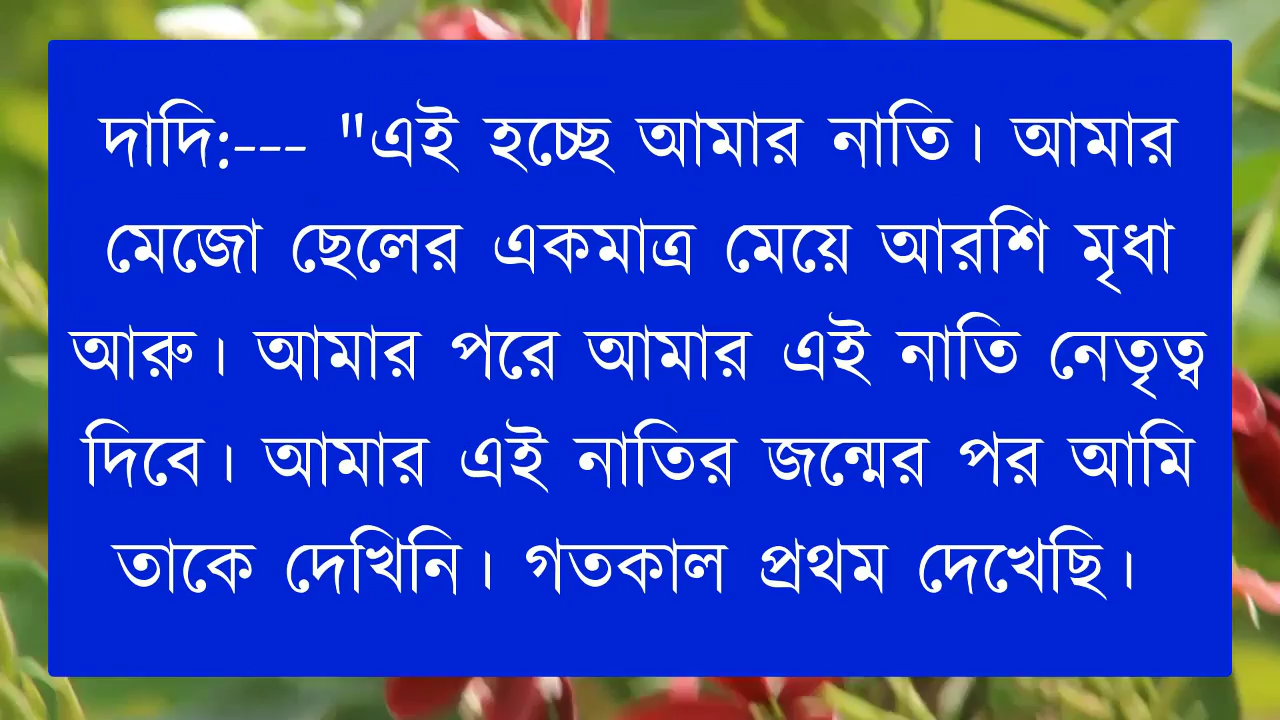 দাদি:--- "এই হচ্ছে আমার নাতি। আমার
মেজো ছেলের একমাত্র মেয়ে আরশি মৃধা
আরু। আমার পরে আমার এই নাতি নেতৃত্ব
দিবে। আমার এই নাতির জন্মের পর আমি
তাকে দেখিনি। গতকাল প্রথম দেখেছি।